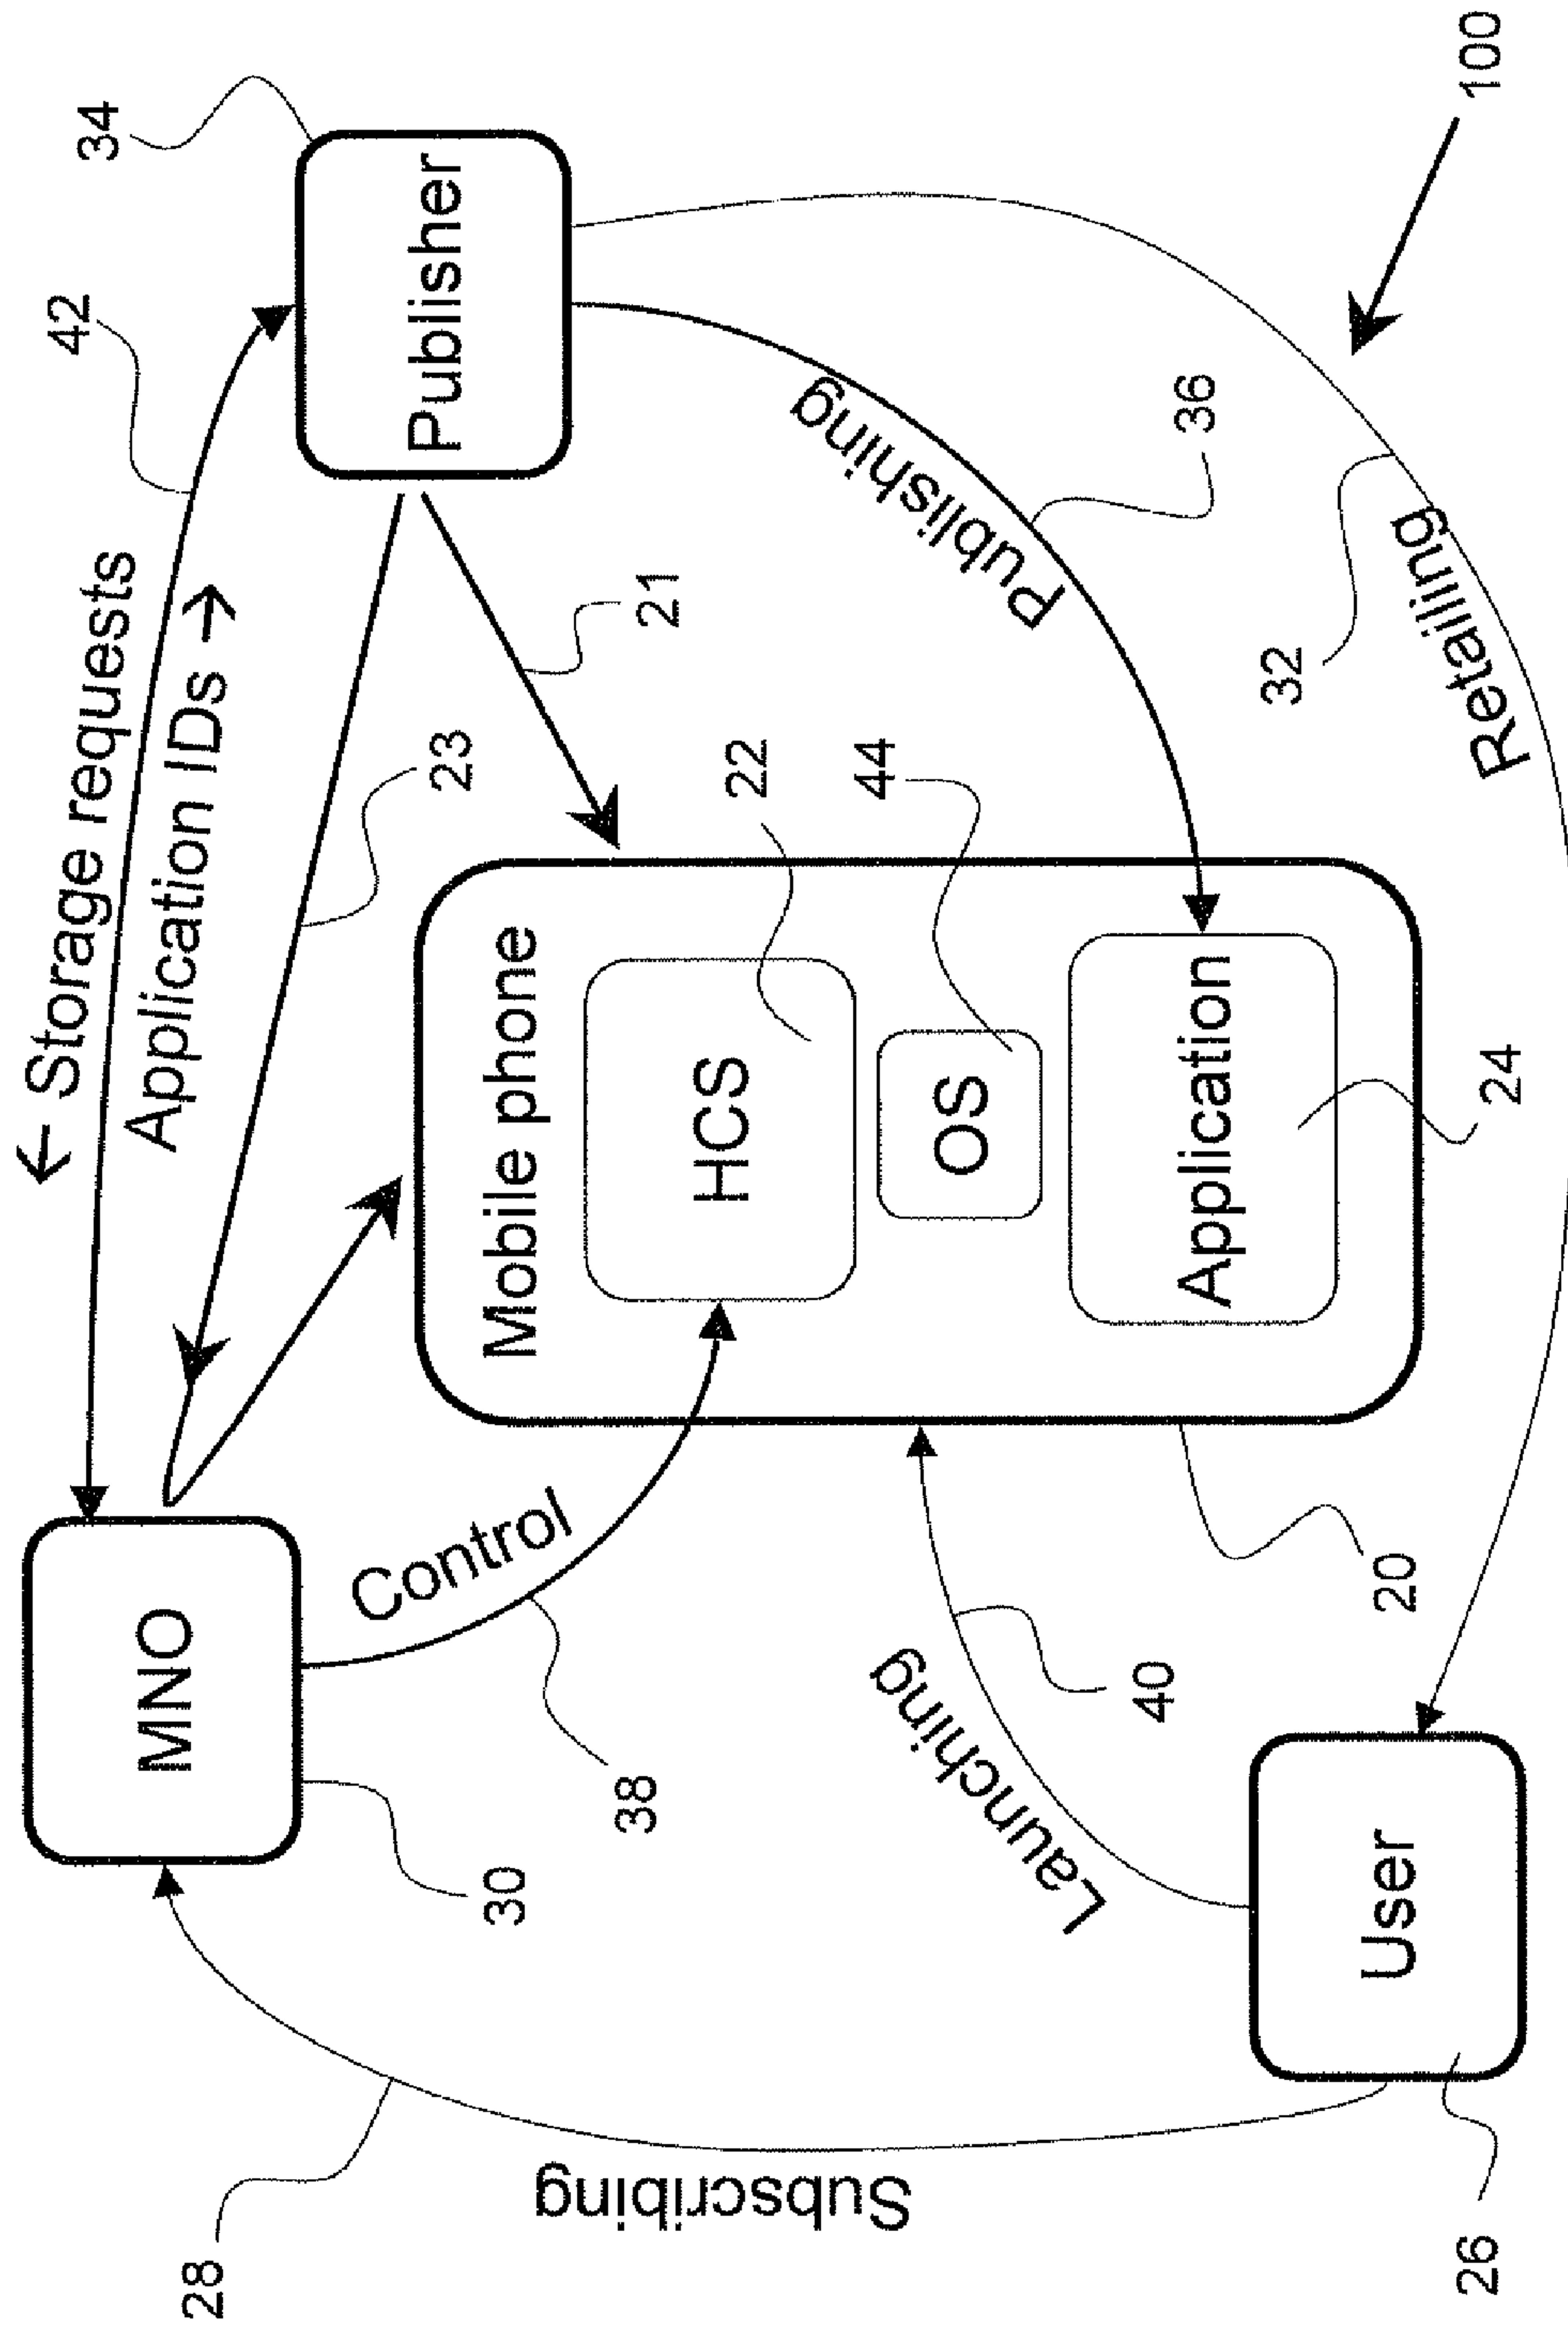 ← Storage requests
Application IDs →
42
34
MNO
Publisher
30
23
21
Control
38
Mobile phone
22
HCS
44
OS
Application
24
28
Subscribing
Launching
40
20
Publishing
36
32
Retailing
User
26
100